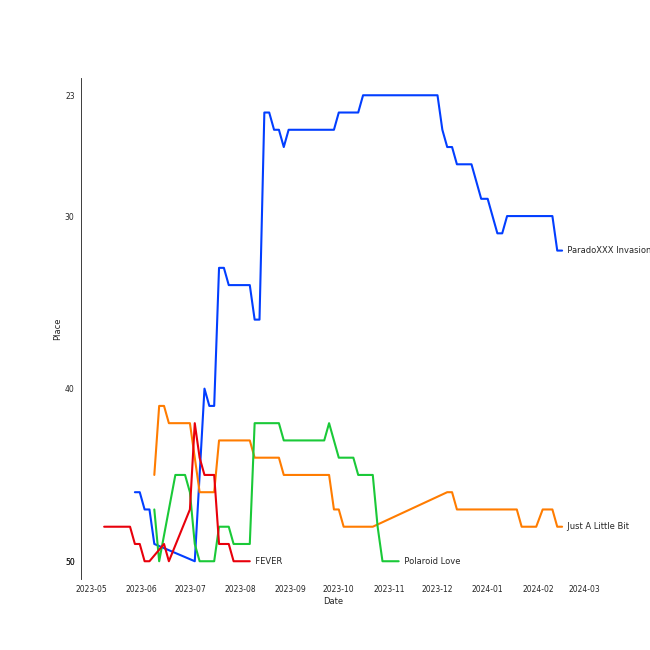 23
30
ParadoXXX Invasion
Place
40
Just A Little Bit
50
FEVER
Polaroid Love
2023-05 2023-06 2023-07 2023-08 2023-09 2023-10 2023-11 2023-12 2024-01 2024-02 2024-03
Date